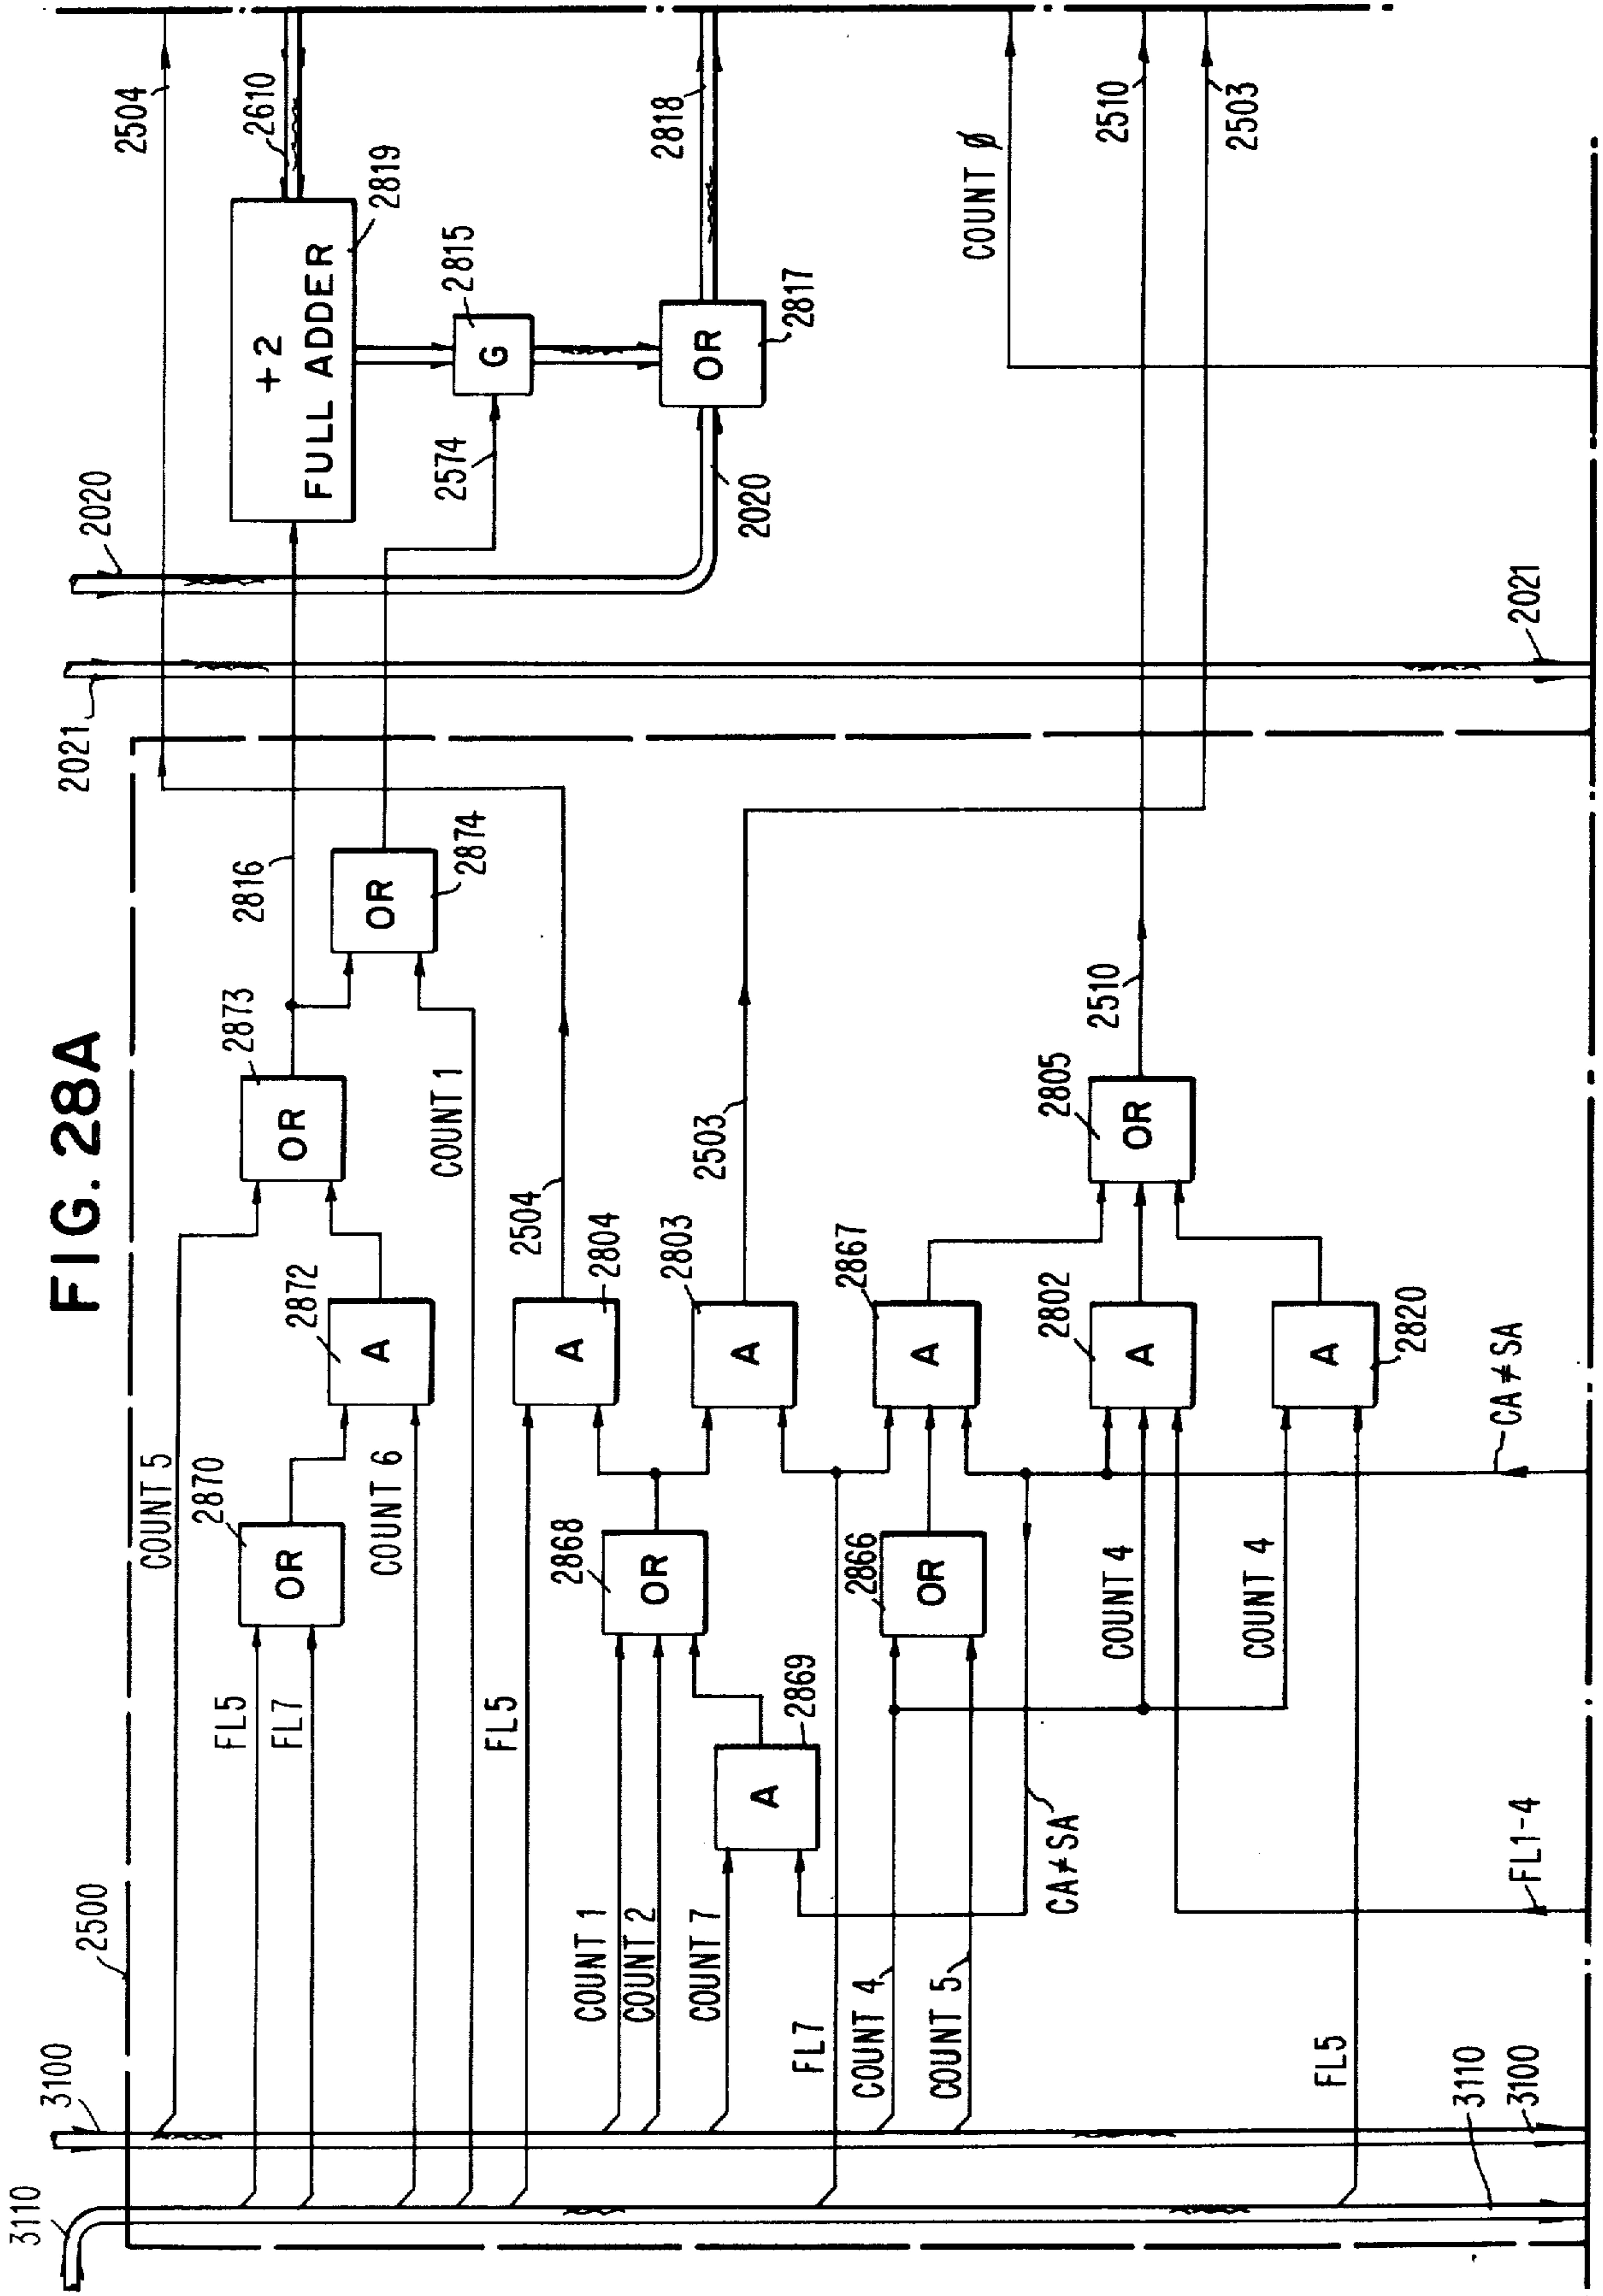 FIG. 28A
3110
3100
2500
COUNT 5
FL5
FL7
2870
OR
COUNT 6
2872
A
2873
OR
2816
COUNT 1
OR
2874
2021
2020
2504
+2
FULL ADDER
2819
2610
2574
G
2815
2020
OR
2817
2818
FL5
A
2804
2504
COUNT 1
COUNT 2
COUNT 7
A
2869
2868
OR
A
2803
2503
FL7
COUNT 4
COUNT 5
2866
OR
A
2867
CA≠SA
COUNT 4
A
2802
OR
2805
2510
COUNT 4
A
2820
FL1-4
FL5
CA≠SA
3110
3100
2021
COUNT Ø
2510
2503